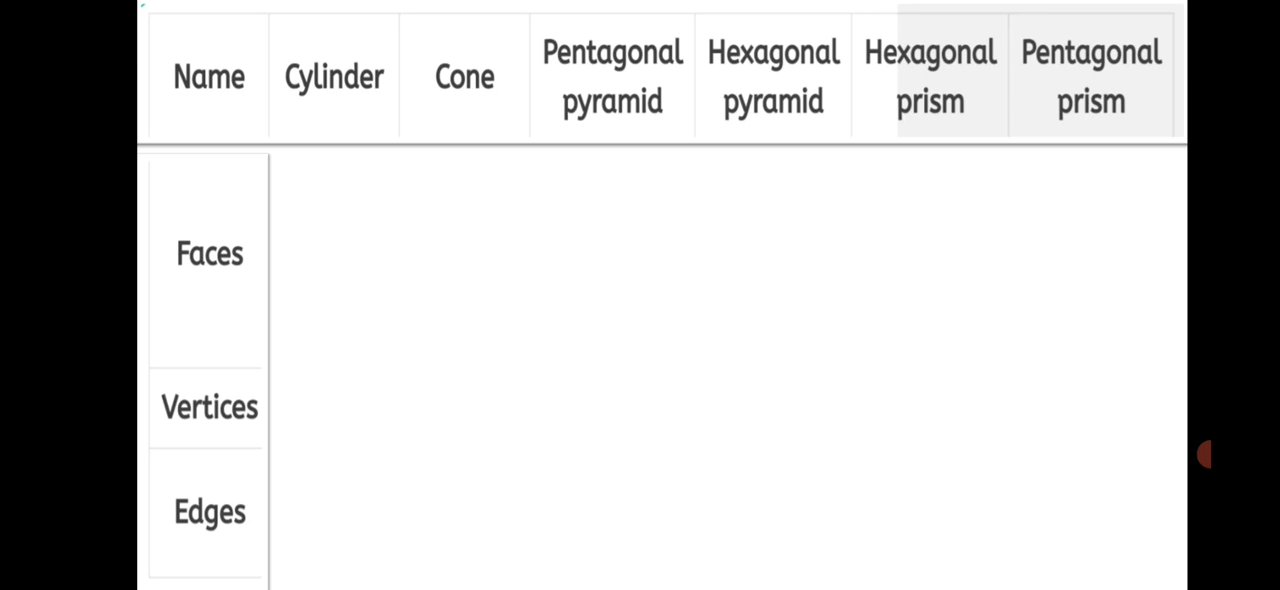 Name Cylinder Cone Pentagonal pyramid Hexagonal pyramid Hexagonal prism Pentagonal prism
Faces
Vertices
Edges